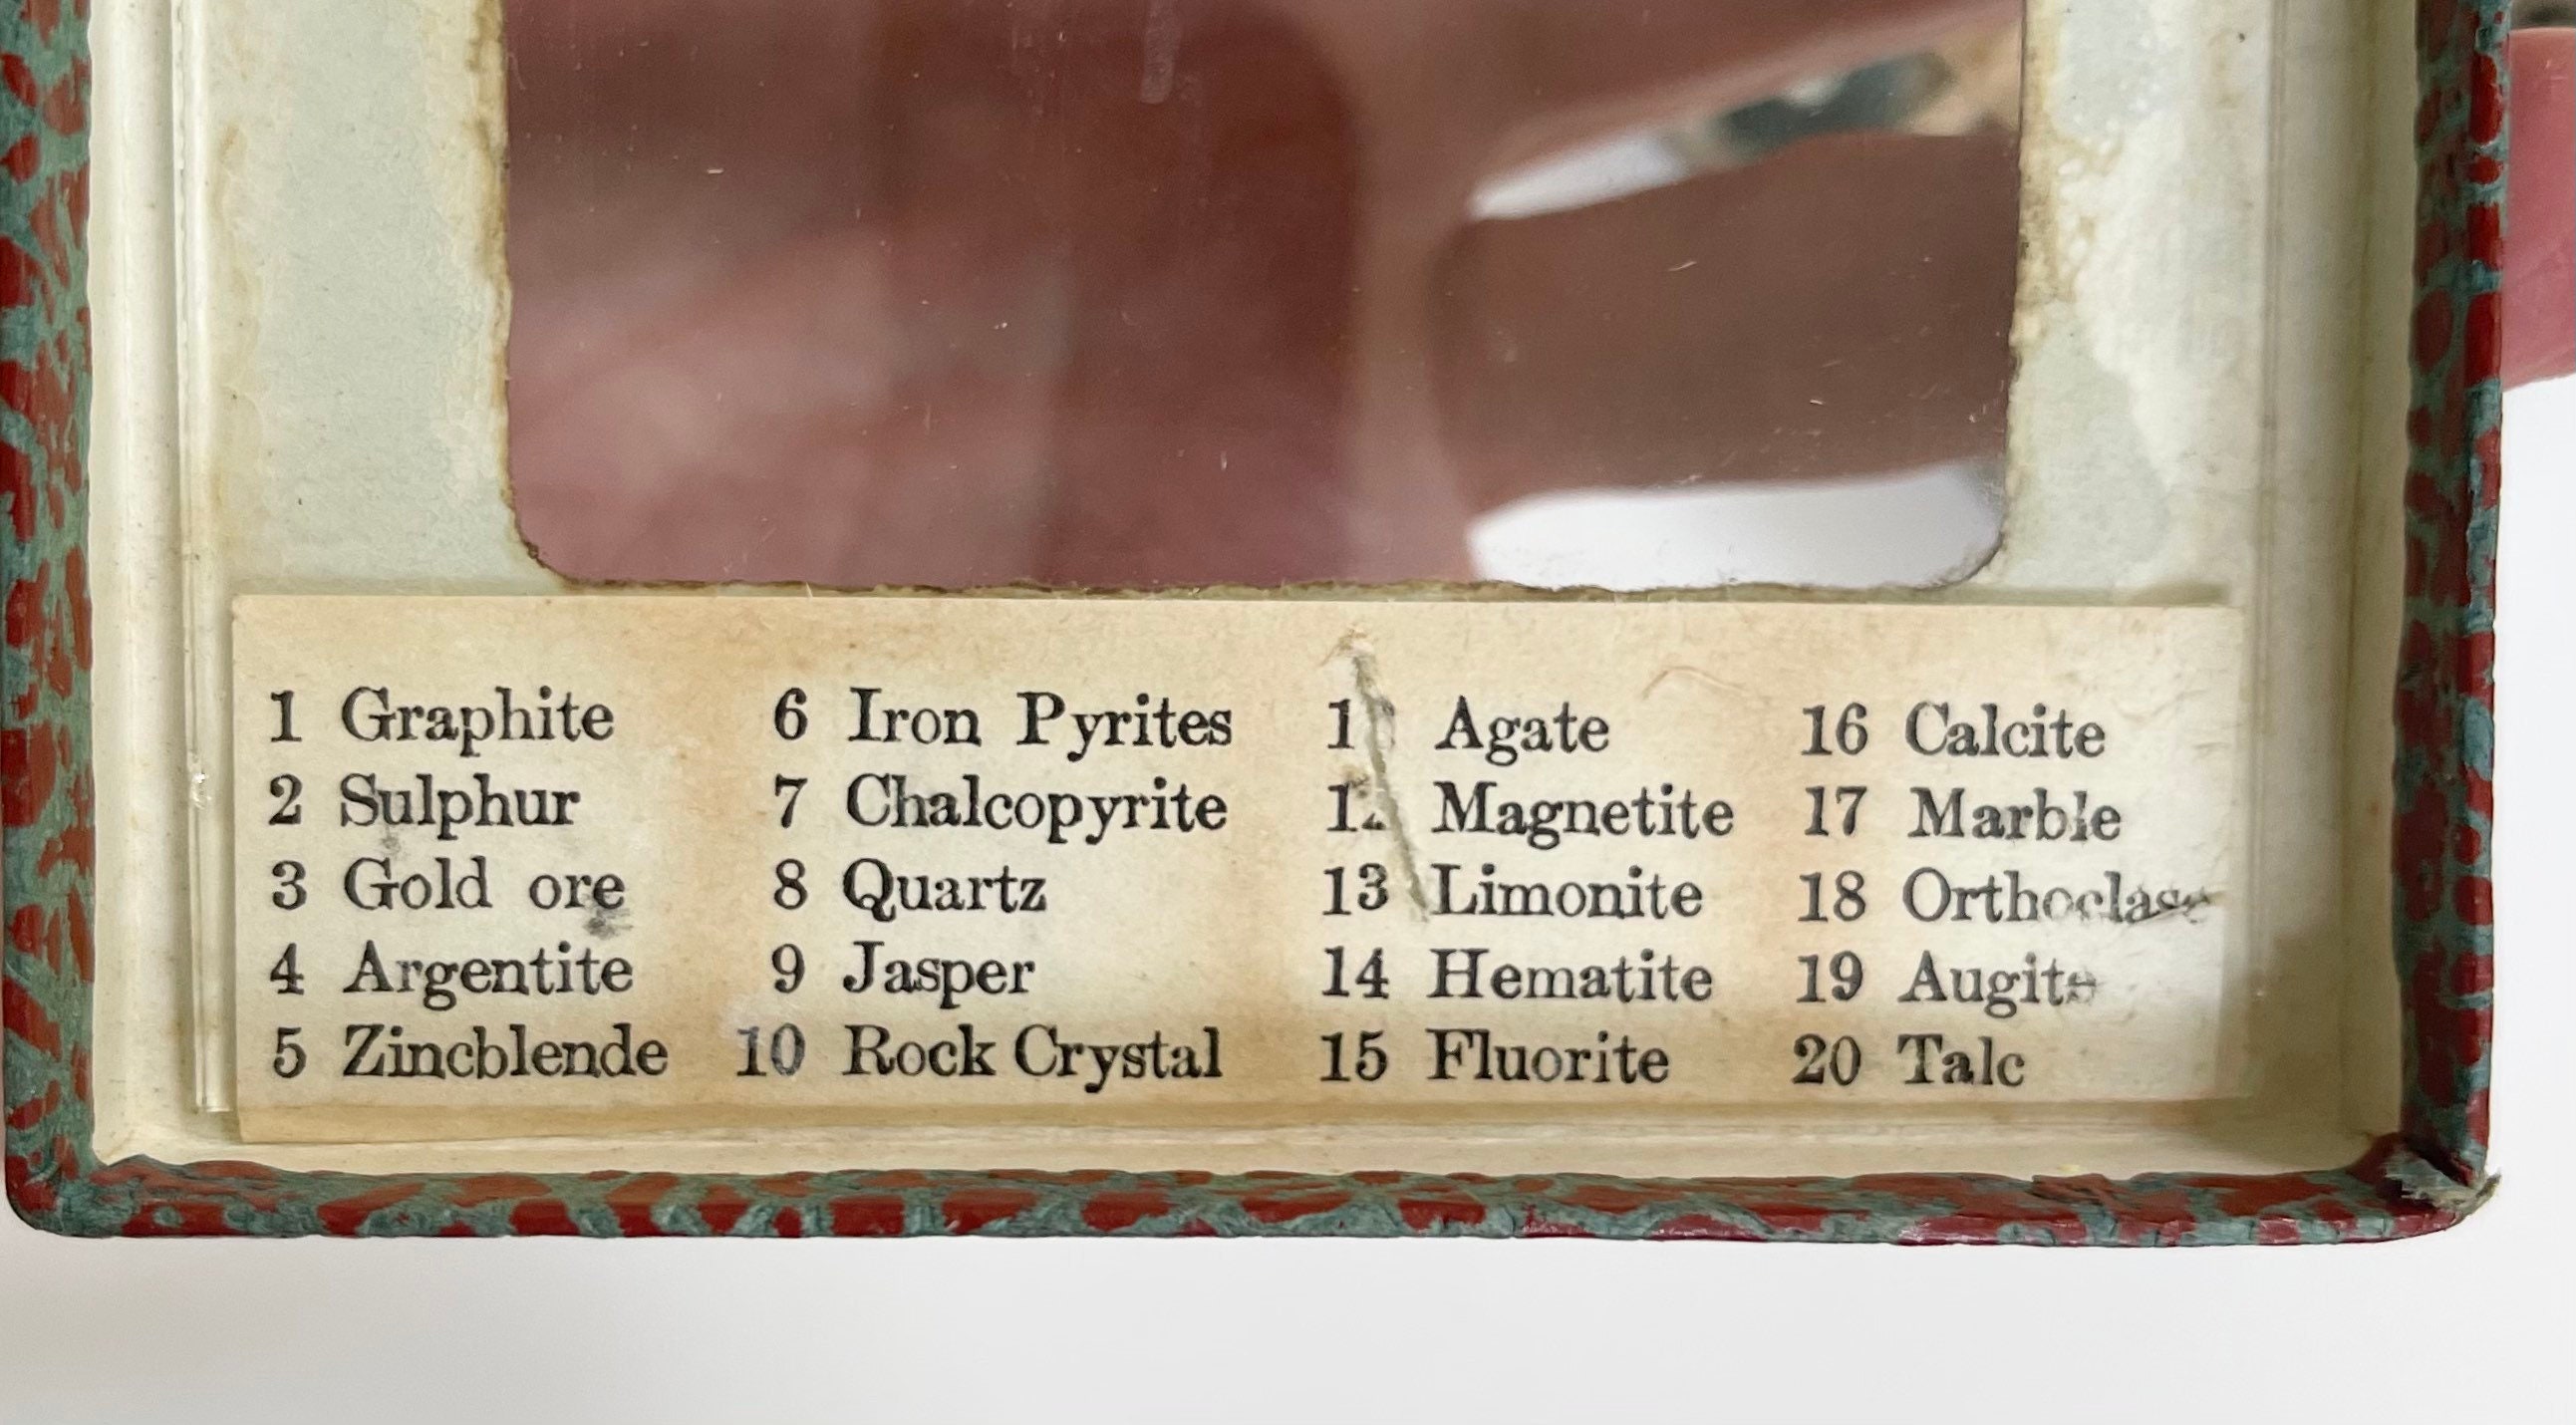 1 Graphite 6 Iron Pyrites 11 Agate 16 Calcite
2 Sulphur 7 Chalcopyrite 12 Magnetite 17 Marble
3 Gold ore 8 Quartz 13 Limonite 18 Orthoclase
4 Argentite 9 Jasper 14 Hematite 19 Augite
5 Zincblende 10 Rock Crystal 15 Fluorite 20 Talc